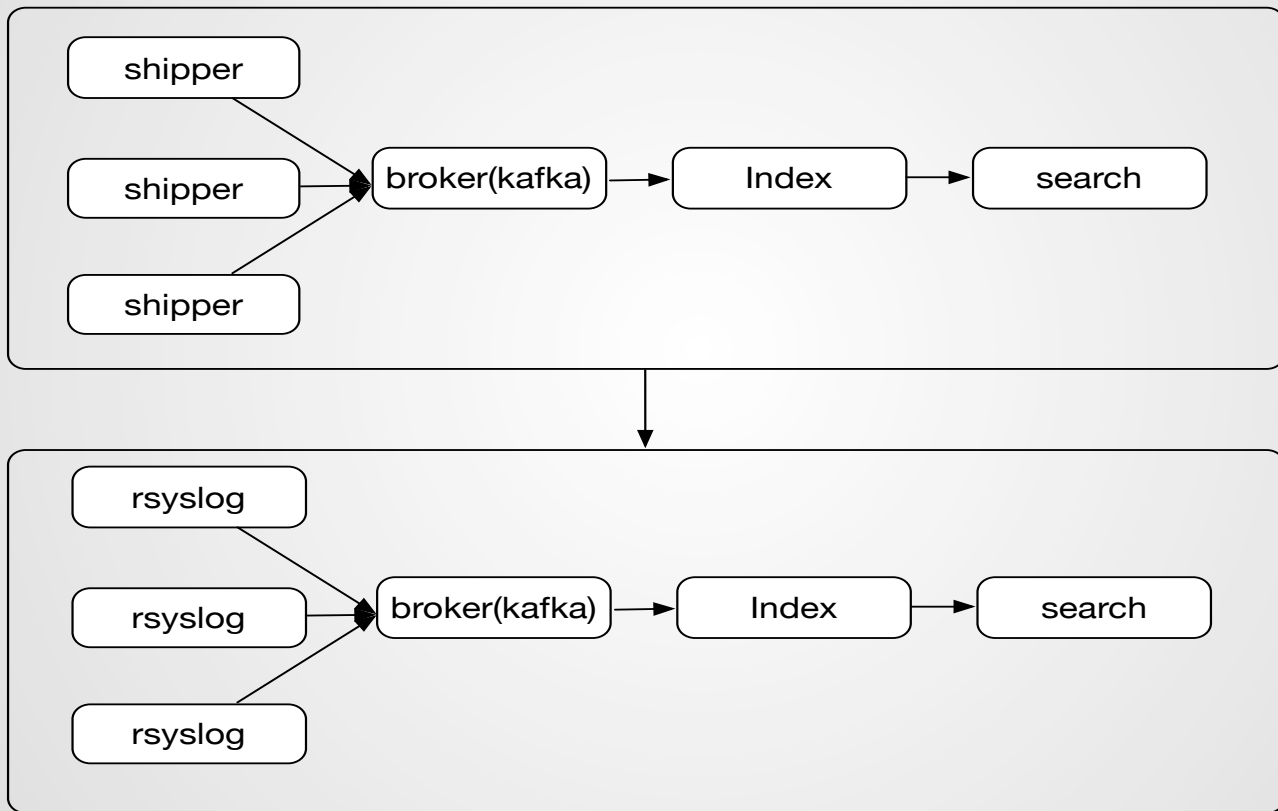 shipper
shipper
broker(kafka)
Index
search
shipper
rsyslog
rsyslog
broker(kafka)
Index
search
rsyslog